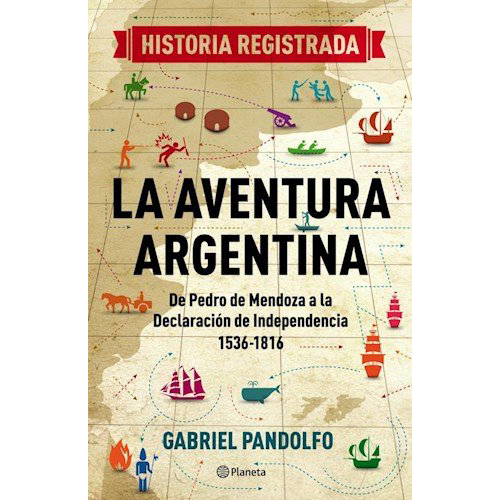 HISTORIA REGISTRADA
LA AVENTURA
ARGENTINA
De Pedro de Mendoza a la
Declaración de Independencia
1536-1816
GABRIEL PANDOLFO
Planeta